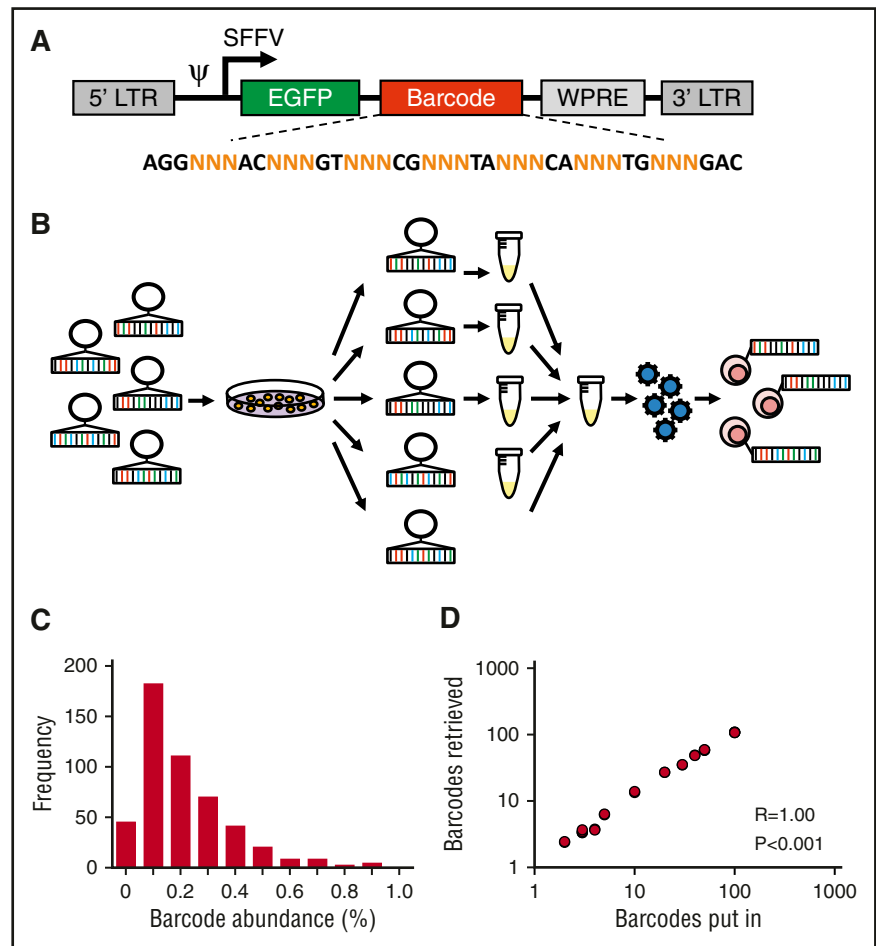 A
SFFV
Ψ
5' LTR EGFP Barcode WPRE 3' LTR
AGGNNNACNNNGTNNNCGNNNTANNNCANNNTGNNNGAC
B
C
D
200
150
100
50
0
Frequency
0 0.2 0.4 0.6 0.8 1.0
Barcode abundance (%)
1000
100
10
1
Barcodes retrieved
R=1.00
P<0.001
1 10 100 1000
Barcodes put in